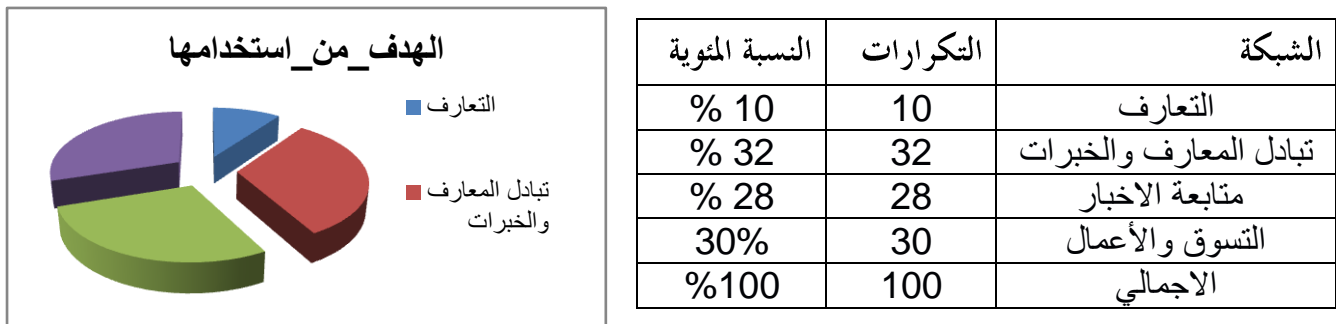 الهدف_من_استخدامها
التعارف
تبادل المعارف
والخبرات
الشبكة التكرارات النسبة المئوية
التعارف 10 10 %
تبادل المعارف والخبرات 32 32 %
متابعة الاخبار 28 28 %
التسوق والأعمال 30 30%
الاجمالي 100 %100